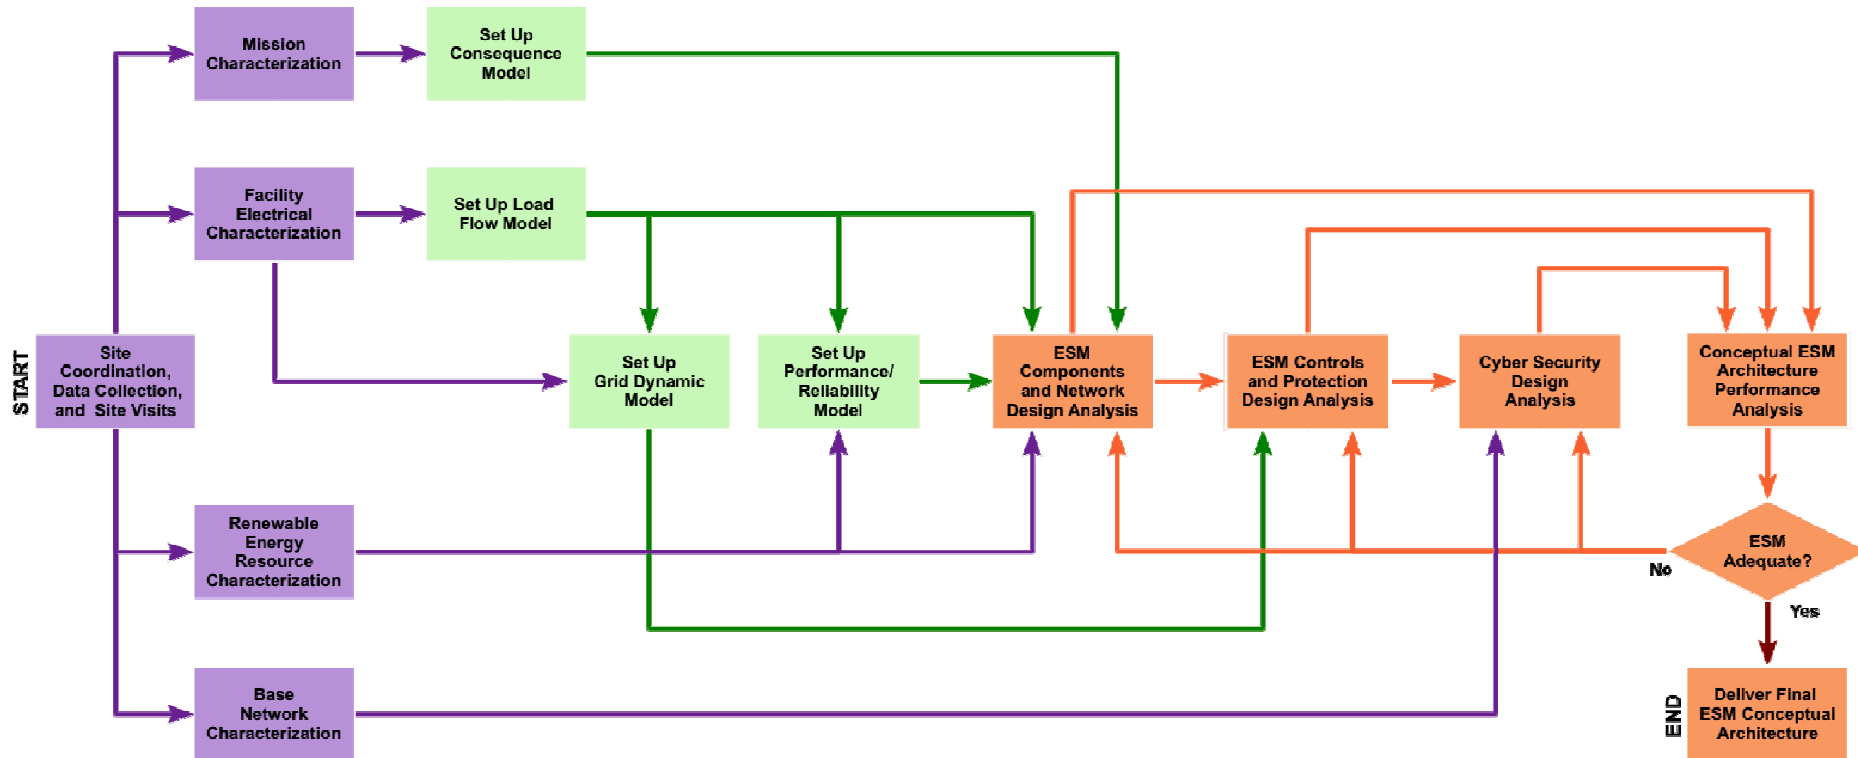 Mission
Characterization
Set Up
Consequence
Model
Facility
Electrical
Characterization
Set Up Load
Flow Model
START
Site
Coordination,
Data Collection,
and Site Visits
Set Up
Grid Dynamic
Model
Set Up
Performance/
Reliability
Model
ESM
Components
and Network
Design Analysis
ESM Controls
and Protection
Design Analysis
Cyber Security
Design
Analysis
Conceptual ESM
Architecture
Performance
Analysis
Renewable
Energy
Resource
Characterization
ESM
Adequate?
No
Yes
Base
Network
Characterization
END
Deliver Final
ESM Conceptual
Architecture